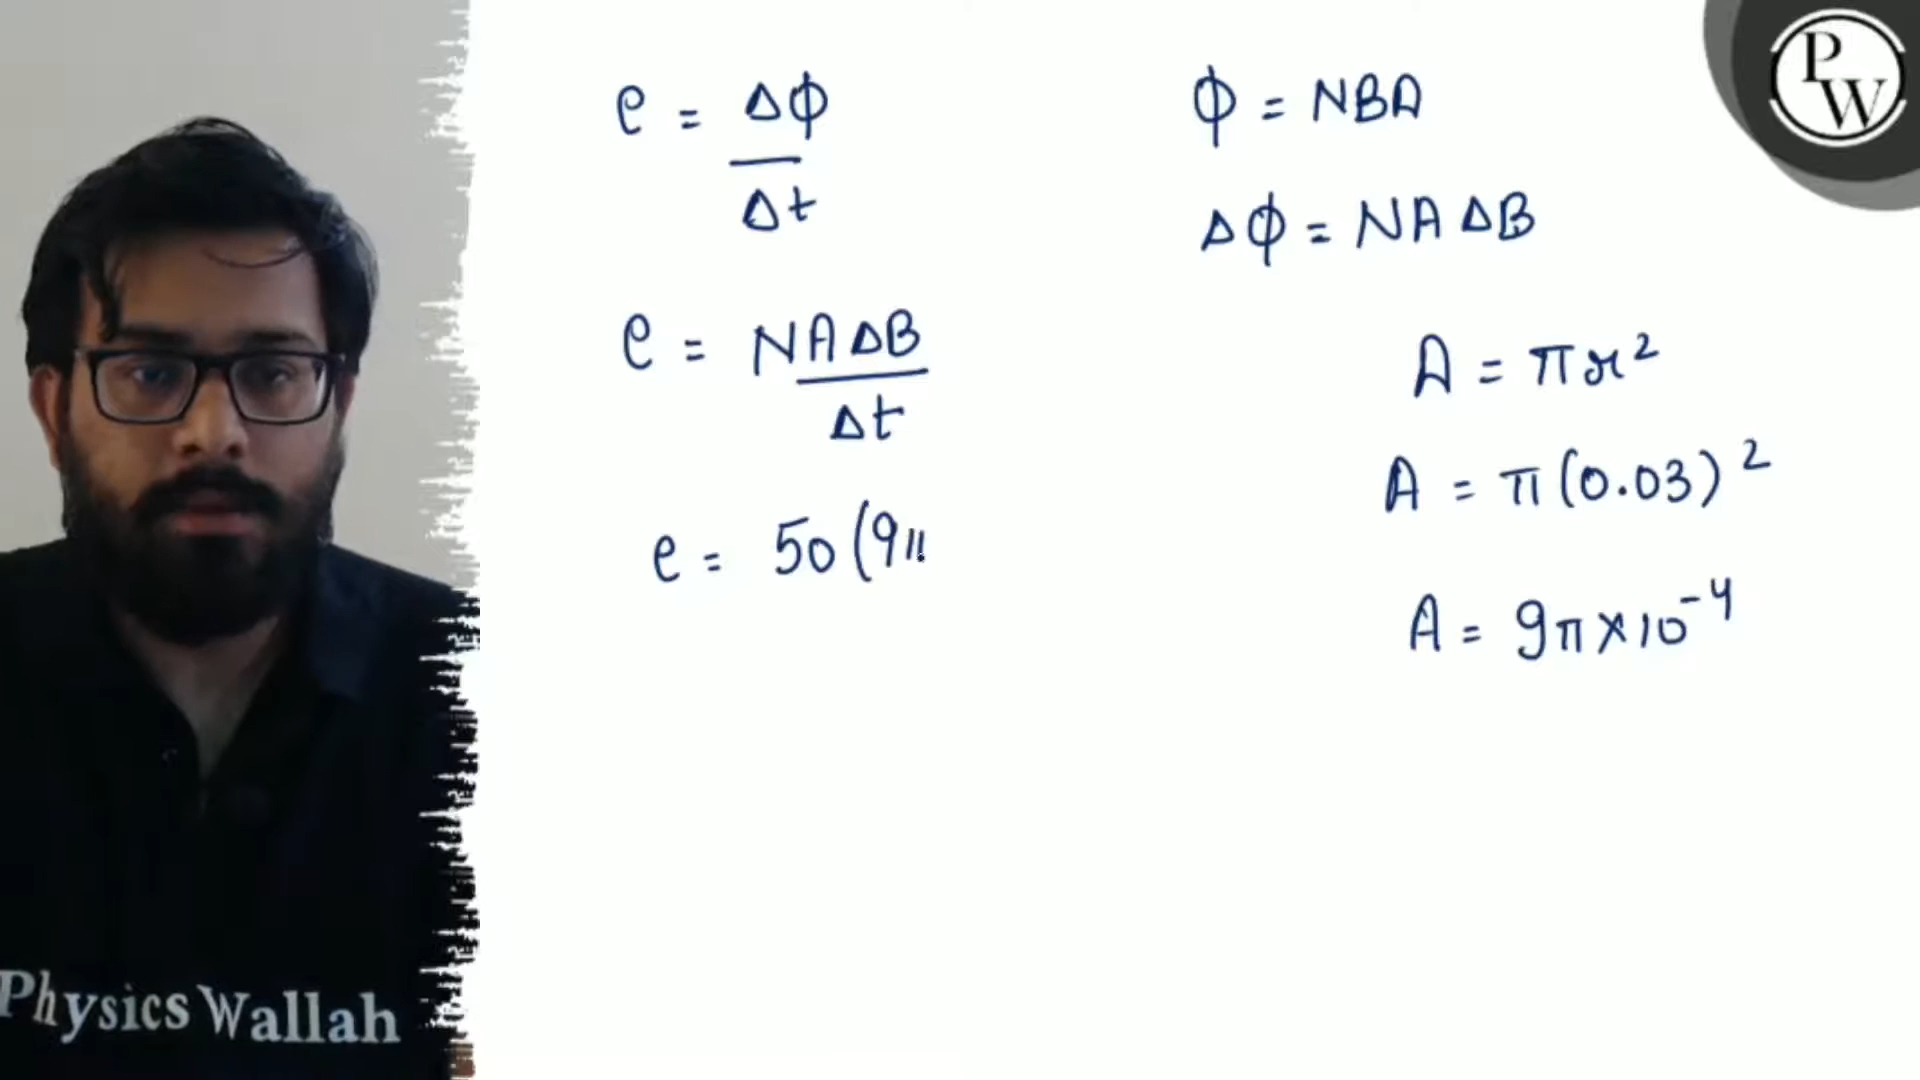 e = Δφ
Δt
e = NAΔB
Δt
e = 50 (9π
φ = NBA
Δφ = NAΔB
A = πr²
A = π(0.03)²
A = 9π×10⁻⁴
PW
Physics Wallah